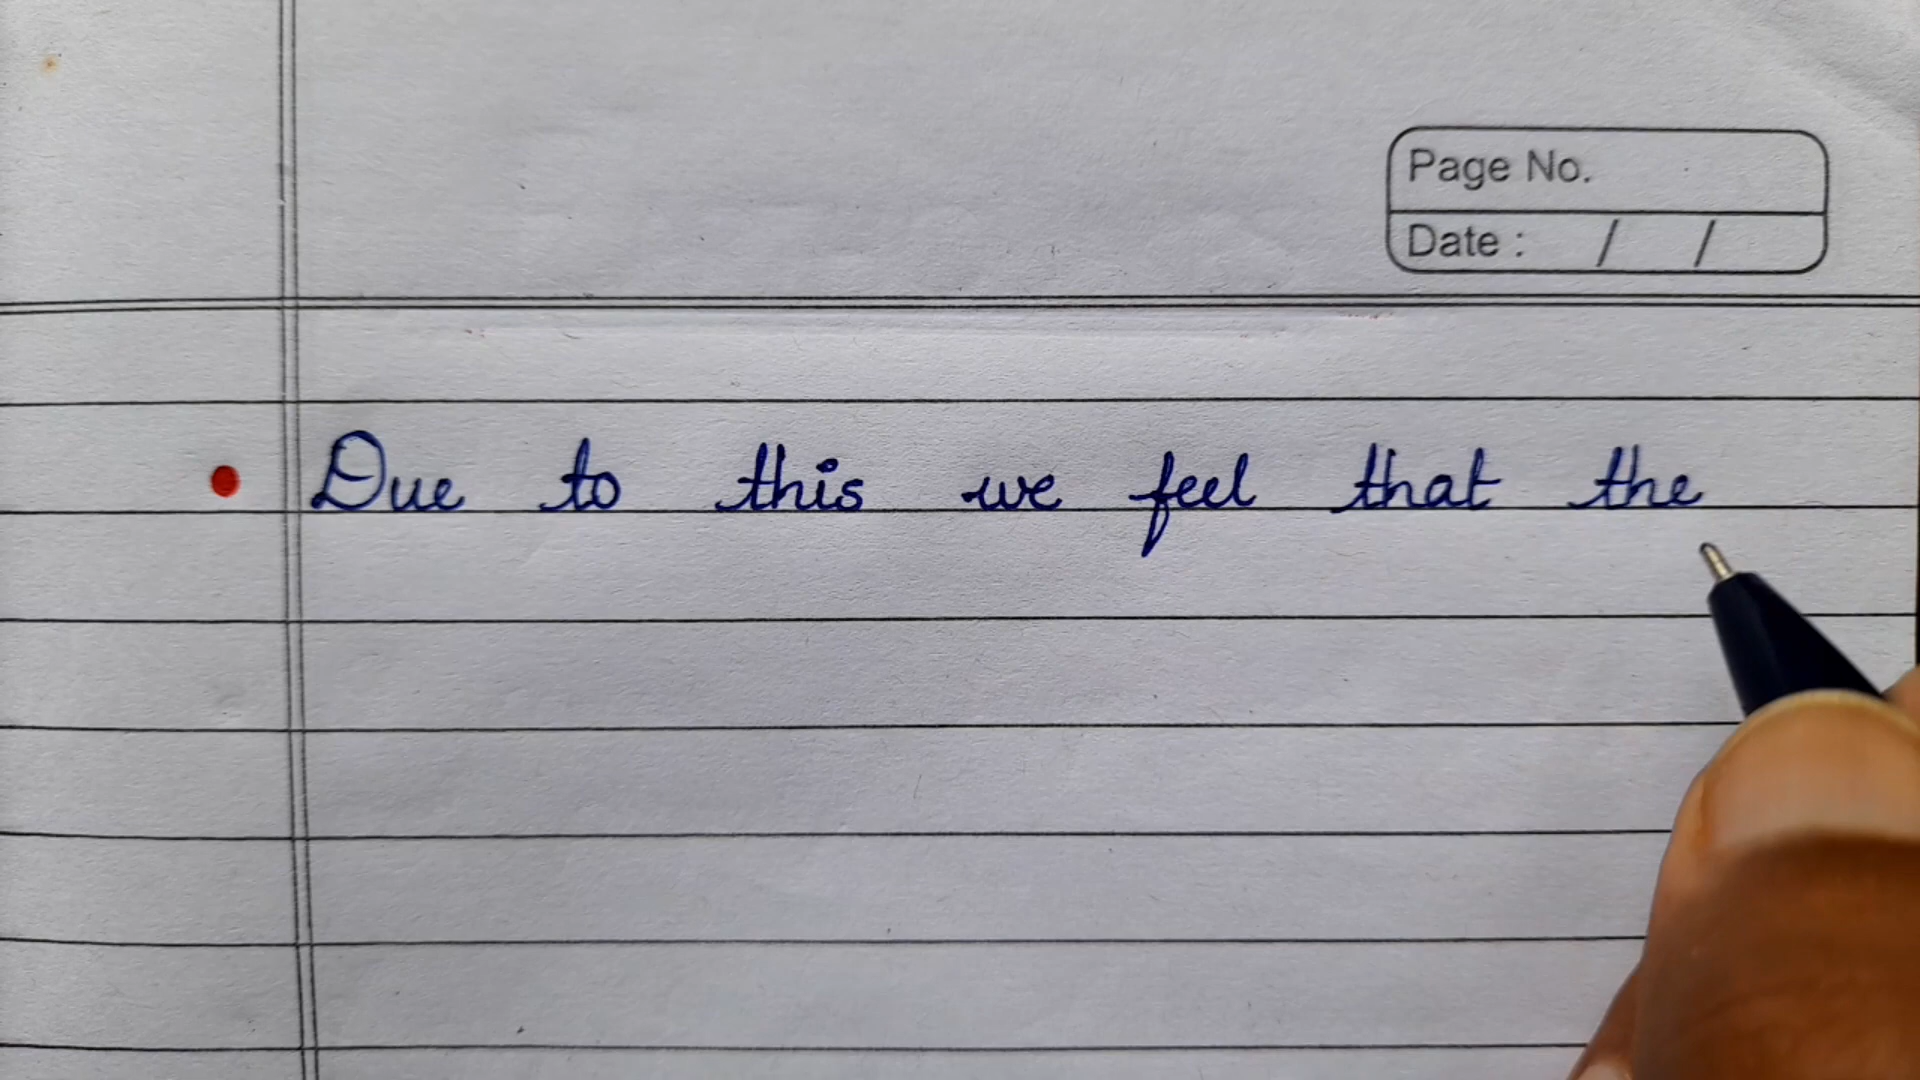 Page No.
Date : / /
Due to this we feel that the